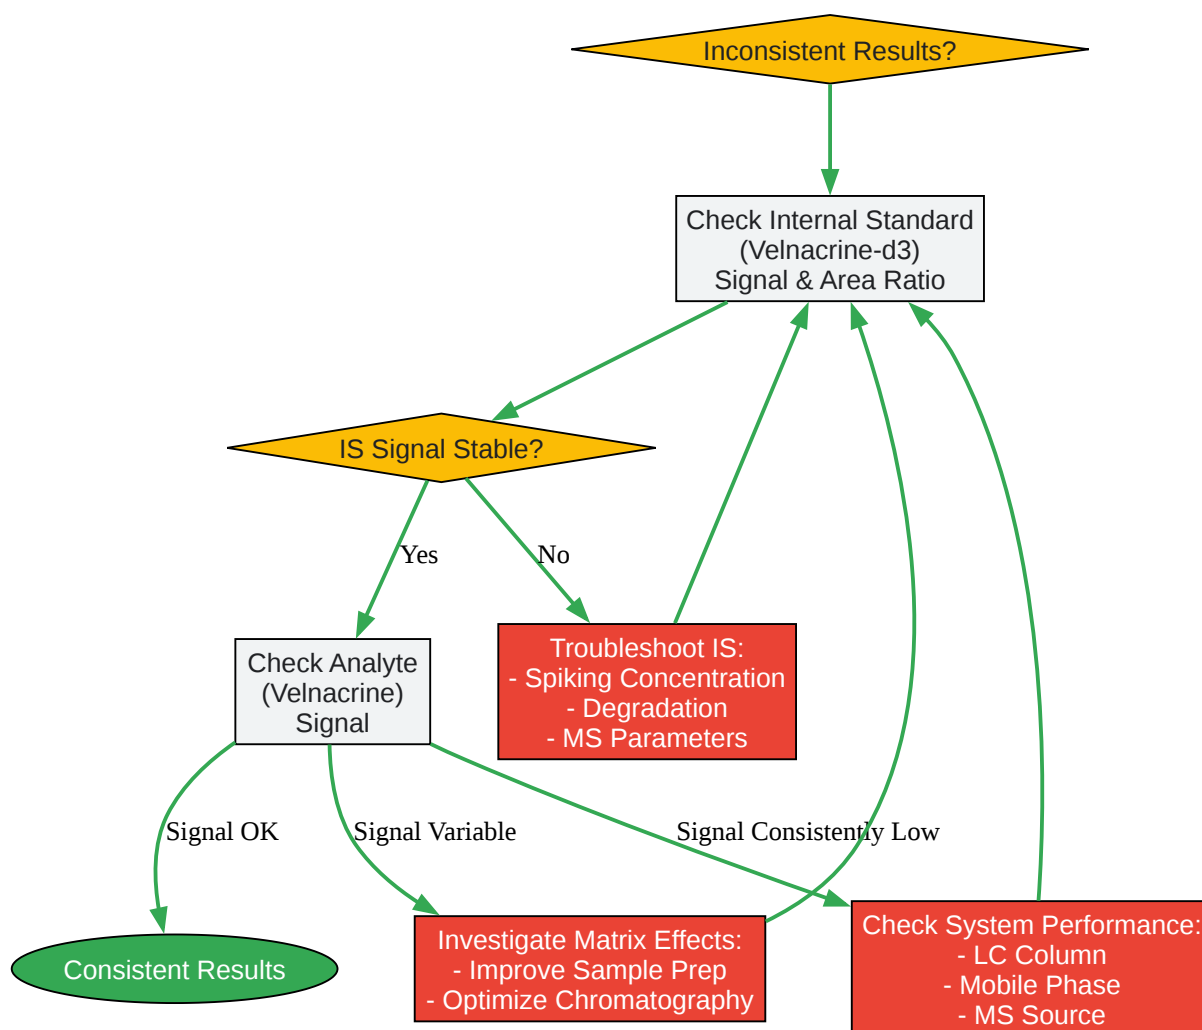 Inconsistent Results?
Check Internal Standard
(Velnacrine-d3)
Signal & Area Ratio
IS Signal Stable?
Yes
No
Check Analyte
(Velnacrine)
Signal
Troubleshoot IS:
- Spiking Concentration
- Degradation
- MS Parameters
Signal OK
Signal Variable
Signal Consistently Low
Consistent Results
Investigate Matrix Effects:
- Improve Sample Prep
- Optimize Chromatography
Check System Performance:
- LC Column
- Mobile Phase
- MS Source